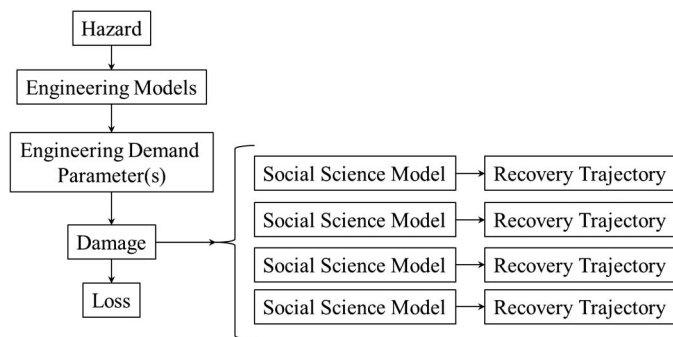 Hazard
Engineering Models
Engineering Demand
Parameter(s)
Damage
Loss
Social Science Model
Recovery Trajectory
Social Science Model
Recovery Trajectory
Social Science Model
Recovery Trajectory
Social Science Model
Recovery Trajectory